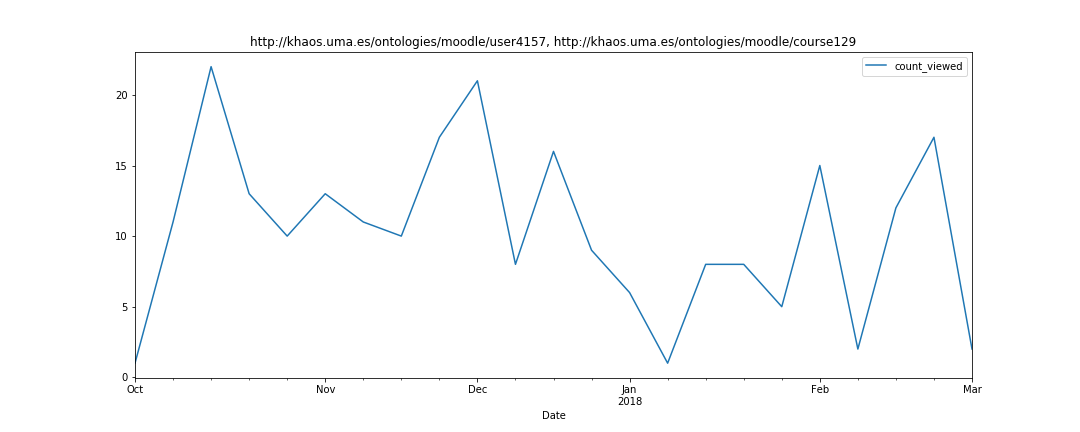 http://khaos.uma.es/ontologies/moodle/user4157, http://khaos.uma.es/ontologies/moodle/course129
count_viewed
20
15
10
5
0
Oct Nov Dec Jan Feb Mar
2018
Date